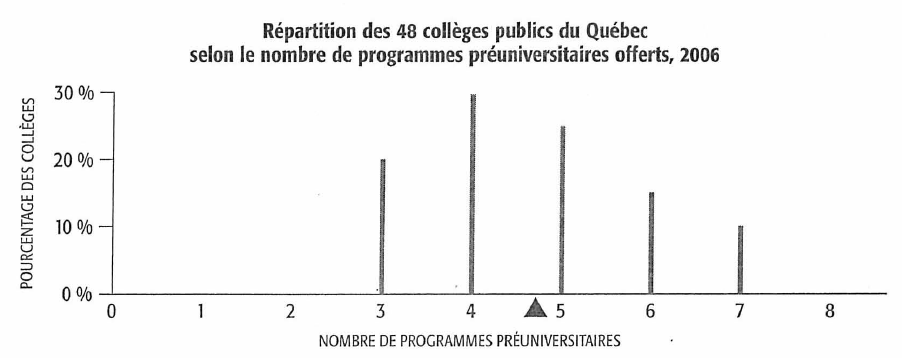 Répartition des 48 collèges publics du Québec
selon le nombre de programmes préuniversitaires offerts, 2006
POURCENTAGE DES COLLÈGES
30 %
20 %
10 %
0 %
0 1 2 3 4 5 6 7 8
NOMBRE DE PROGRAMMES PRÉUNIVERSITAIRES